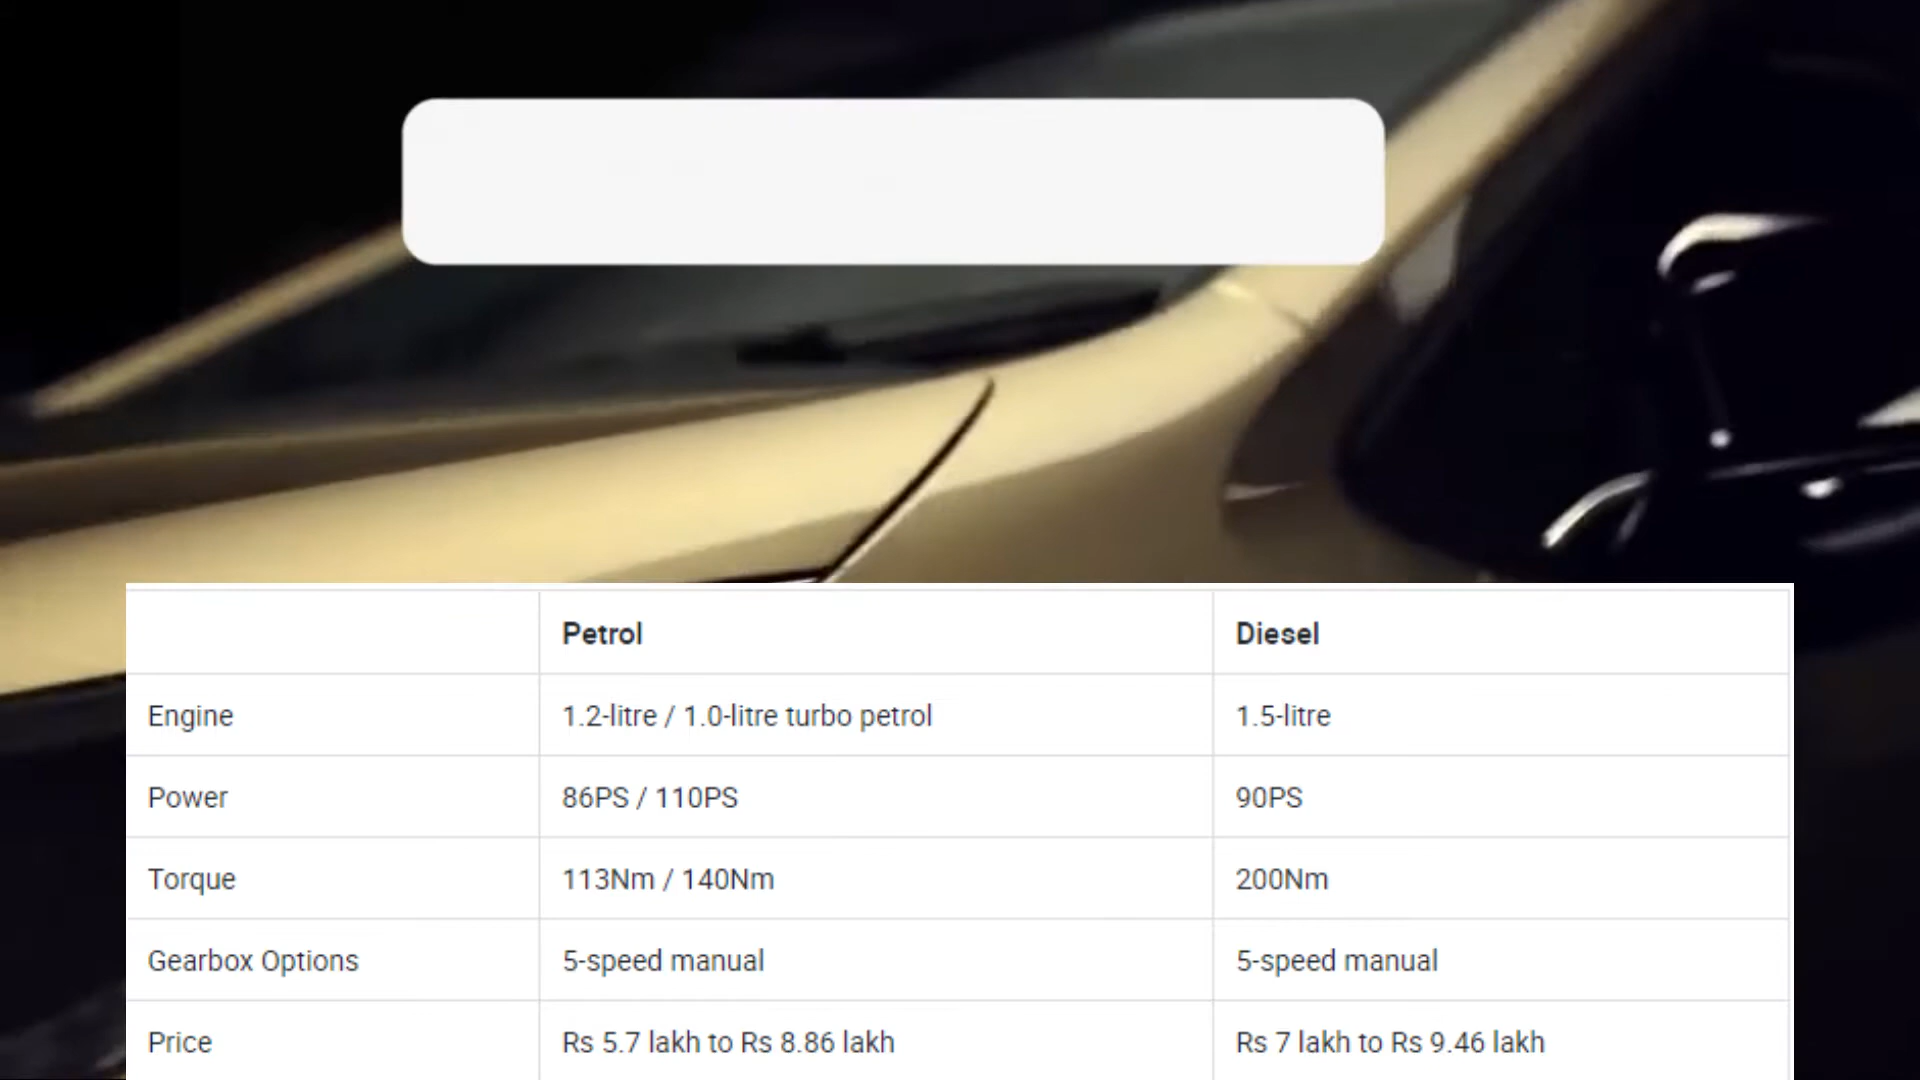 Petrol Diesel
Engine 1.2-litre / 1.0-litre turbo petrol 1.5-litre
Power 86PS / 110PS 90PS
Torque 113Nm / 140Nm 200Nm
Gearbox Options 5-speed manual 5-speed manual
Price Rs 5.7 lakh to Rs 8.86 lakh Rs 7 lakh to Rs 9.46 lakh